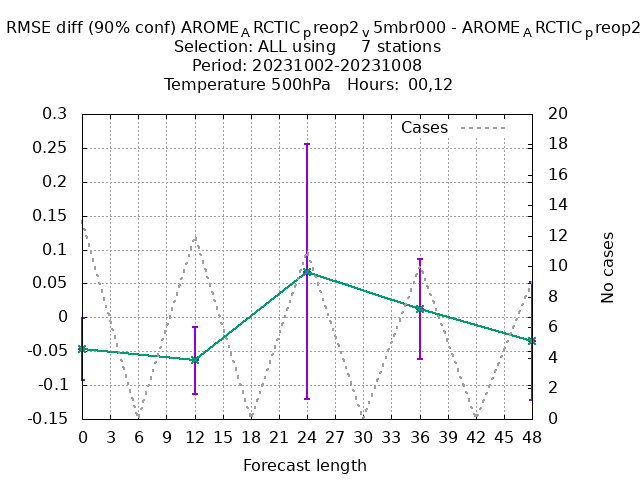 RMSE diff (90% conf) AROME_ARCTIC_preop2_v5mbr000 - AROME_ARCTIC_preop2
Selection: ALL using 7 stations
Period: 20231002-20231008
Temperature 500hPa Hours: 00,12
Cases
0.3
0.25
0.2
0.15
0.1
0.05
0
-0.05
-0.1
-0.15
20
18
16
14
12
10
8
6
4
2
0
No cases
0 3 6 9 12 15 18 21 24 27 30 33 36 39 42 45 48
Forecast length